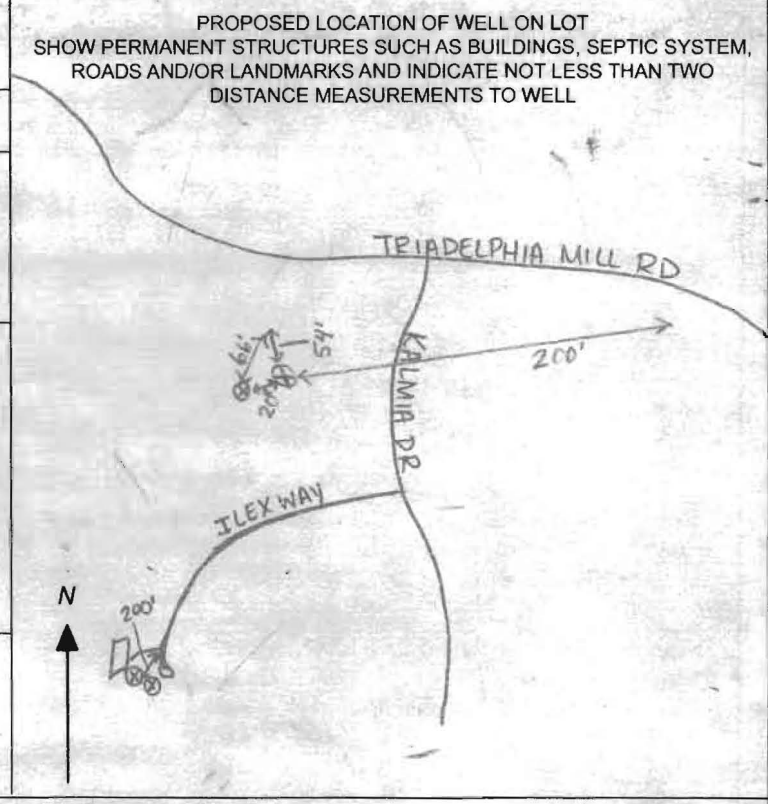 PROPOSED LOCATION OF WELL ON LOT
SHOW PERMANENT STRUCTURES SUCH AS BUILDINGS, SEPTIC SYSTEM,
ROADS AND/OR LANDMARKS AND INDICATE NOT LESS THAN TWO
DISTANCE MEASUREMENTS TO WELL
TRIADELPHIA MILL RD
66'
54'
200'
KALMIA DR
200'
ILEX WAY
N
200'